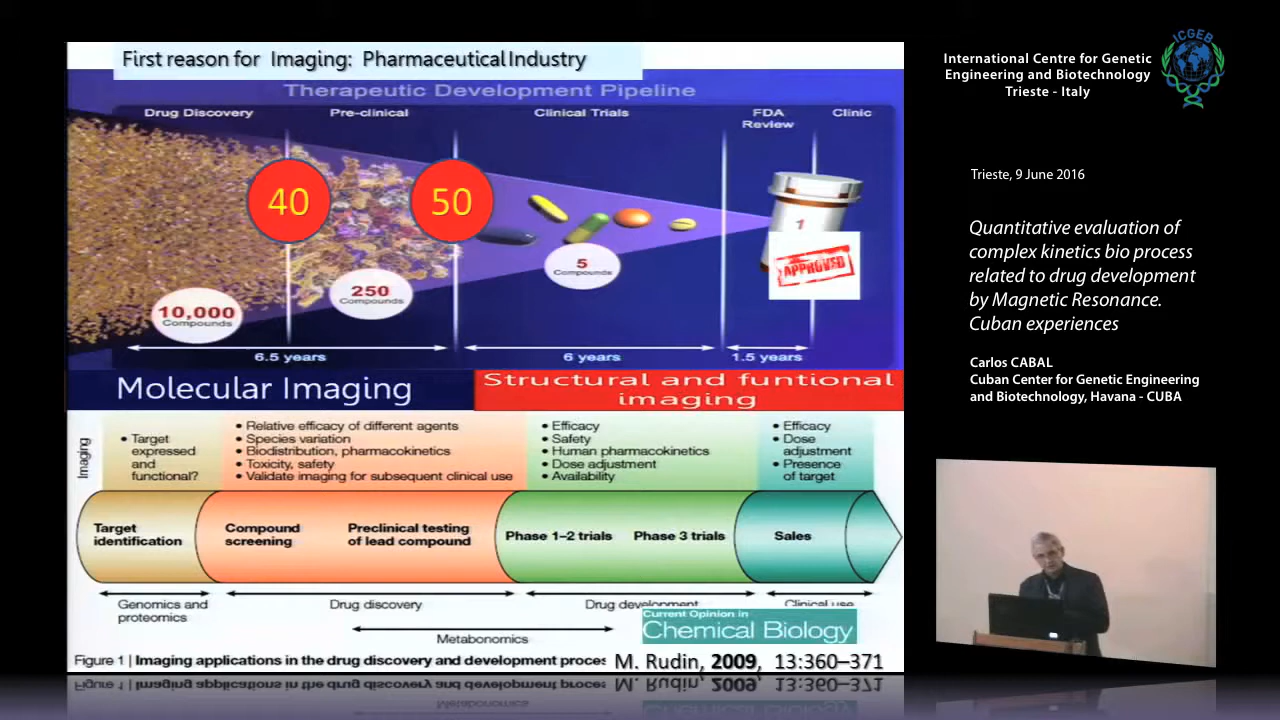 First reason for Imaging: Pharmaceutical Industry
Therapeutic Development Pipeline
Drug Discovery
Pre-clinical
Clinical Trials
FDA
Review
Clinic
40
50
10,000
Compounds
250
Compounds
5
Compounds
1
APPROVED
6.5 years
6 years
1.5 years
Molecular Imaging
Structural and funtional
imaging
Imaging
• Target
expressed
and
functional?
• Relative efficacy of different agents
• Species variation
• Biodistribution, pharmacokinetics
• Toxicity, safety
• Validate imaging for subsequent clinical use
• Efficacy
• Safety
• Human pharmacokinetics
• Dose adjustment
• Availability
• Efficacy
• Dose
adjustment
• Presence
of target
Target
identification
Compound
screening
Preclinical testing
of lead compound
Phase 1–2 trials
Phase 3 trials
Sales
Genomics and
proteomics
Drug discovery
Drug development
Clinical use
Metabonomics
Current Opinion in
Chemical Biology
Figure 1 | Imaging applications in the drug discovery and development proces
M. Rudin, 2009, 13:360–371
ICGEB
International Centre for Genetic
Engineering and Biotechnology
Trieste - Italy
Trieste, 9 June 2016
Quantitative evaluation of
complex kinetics bio process
related to drug development
by Magnetic Resonance.
Cuban experiences
Carlos CABAL
Cuban Center for Genetic Engineering
and Biotechnology, Havana - CUBA